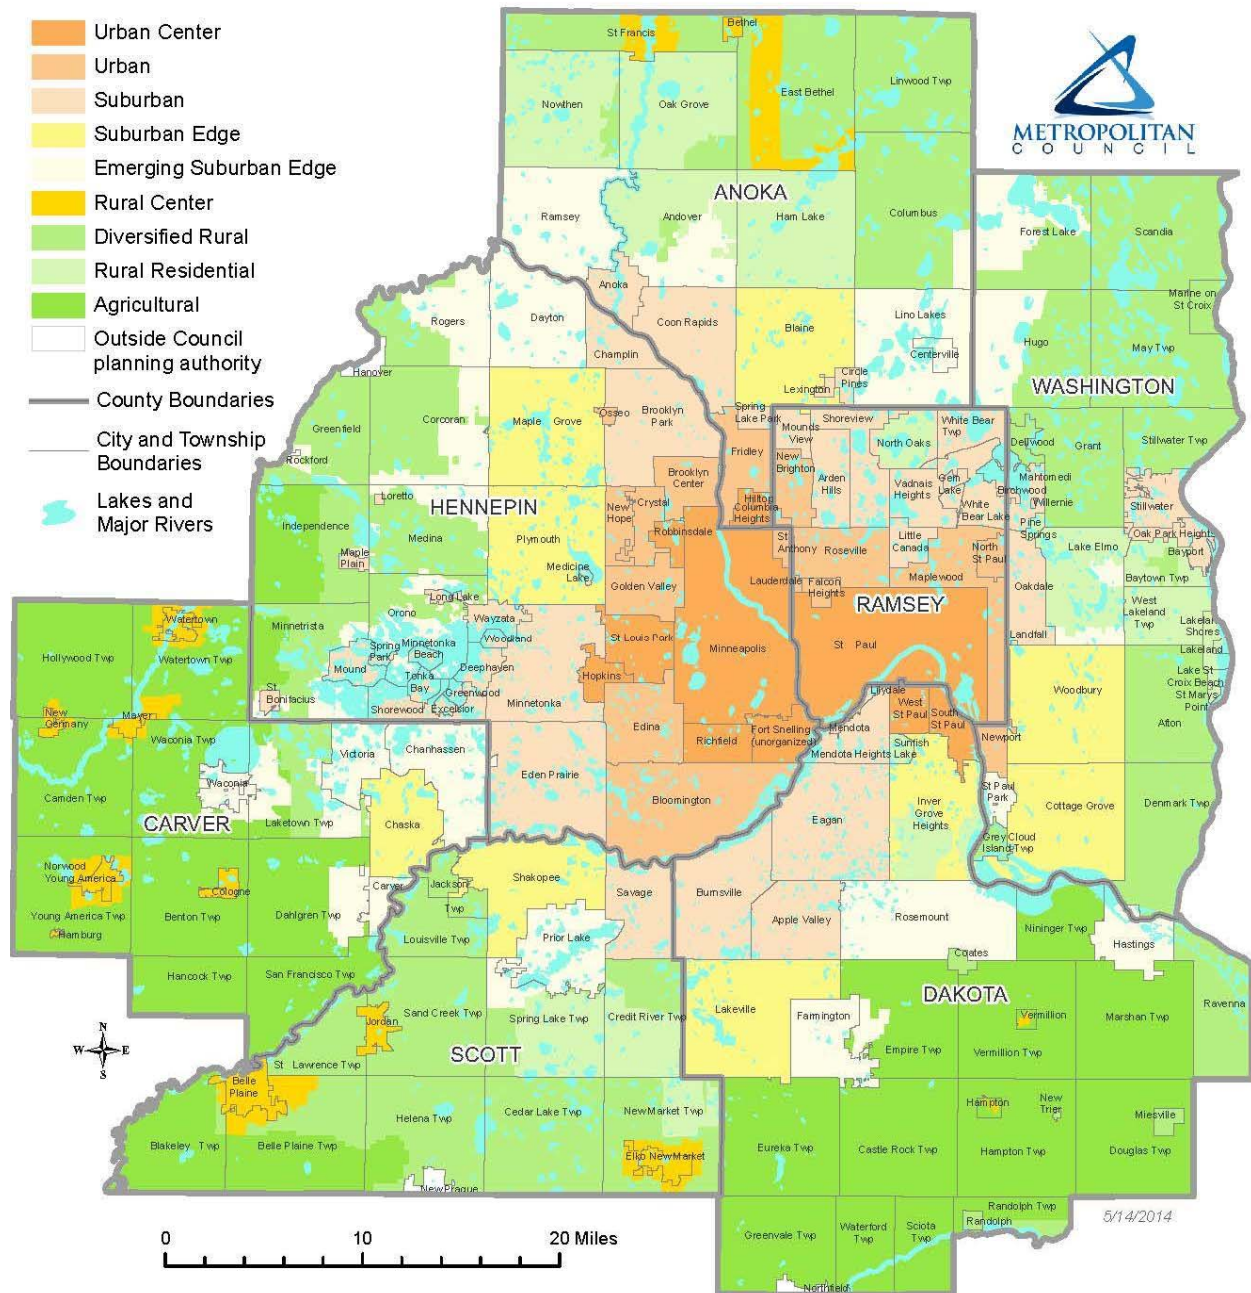 Urban Center
Urban
Suburban
Suburban Edge
Emerging Suburban Edge
Rural Center
Diversified Rural
Rural Residential
Agricultural
Outside Council
planning authority
County Boundaries
City and Township
Boundaries
Lakes and
Major Rivers
METROPOLITAN
COUNCIL
St Francis
Bethel
Nowthen
Oak Grove
East Bethel
Linwood Twp
ANOKA
Ramsey
Andover
Ham Lake
Columbus
Forest Lake
Scandia
Marine on
St Croix
Anoka
Rogers
Dayton
Coon Rapids
Blaine
Lino Lakes
Centerville
Hugo
May Twp
Champlin
Hanover
Circle
Pines
Lexington
WASHINGTON
Corcoran
Greenfield
Maple Grove
Osseo
Brooklyn
Park
Spring
Lake Park
Mounds
View
Shoreview
White Bear
Twp
North Oaks
Dellwood
Grant
Stillwater Twp
Rockford
Fridley
New
Brighton
Arden
Hills
Vadnais
Heights
Gem
Lake
White
Bear Lake
Mahtomedi
Birchwood
Willernie
Pine
Springs
Stillwater
Oak Park Heights
Bayport
Loretto
HENNEPIN
Brooklyn
Center
Crystal
New
Hope
Robbinsdale
Hilltop
Columbia
Heights
Independence
Medina
Plymouth
Medicine
Lake
Maple
Plain
St
Anthony
Roseville
Little
Canada
North
St Paul
Lake Elmo
Baytown Twp
Long Lake
Golden Valley
Lauderdale
Falcon
Heights
Maplewood
Oakdale
West
Lakeland
Twp
RAMSEY
Orono
Wayzata
Minnetrista
Woodland
Minnetonka
Beach
Spring
Park
Mound
Tonka
Bay
Deephaven
Greenwood
Excelsior
Shorewood
Minnetonka
St Louis Park
Hopkins
Minneapolis
St Paul
Landfall
Lakeland
Shores
Lakeland
Lake St
Croix Beach
St Marys
Point
Woodbury
Afton
Watertown
Hollywood Twp
Watertown Twp
St
Bonifacius
New
Germany
Mayer
Waconia Twp
Victoria
Chanhassen
Edina
Richfield
Fort Snelling
(unorganized)
Lilydale
Mendota
West
St Paul
South
St Paul
Mendota Heights
Sunfish
Lake
Newport
Waconia
Eden Prairie
Bloomington
St Paul
Park
Camden Twp
CARVER
Laketown Twp
Chaska
Eagan
Inver
Grove
Heights
Cottage Grove
Denmark Twp
Grey Cloud
Island Twp
Norwood
Young America
Cologne
Carver
Jackson
Twp
Shakopee
Savage
Burnsville
Young America Twp
Benton Twp
Dahlgren Twp
Apple Valley
Rosemount
Hamburg
Louisville Twp
Prior Lake
Nininger Twp
Hastings
Coates
Hancock Twp
San Francisco Twp
DAKOTA
Ravenna
N
W
E
S
Jordan
Sand Creek Twp
Spring Lake Twp
Credit River Twp
Lakeville
Farmington
Vermillion
Marshan Twp
SCOTT
Empire Twp
Vermillion Twp
St Lawrence Twp
Belle
Plaine
Helena Twp
Cedar Lake Twp
New Market Twp
Hampton
New
Trier
Miesville
Blakeley Twp
Belle Plaine Twp
Elko New Market
Eureka Twp
Castle Rock Twp
Hampton Twp
Douglas Twp
New Prague
Randolph Twp
Randolph
Greenvale Twp
Waterford
Twp
Sciota
Twp
Northfield
5/14/2014
0
10
20 Miles